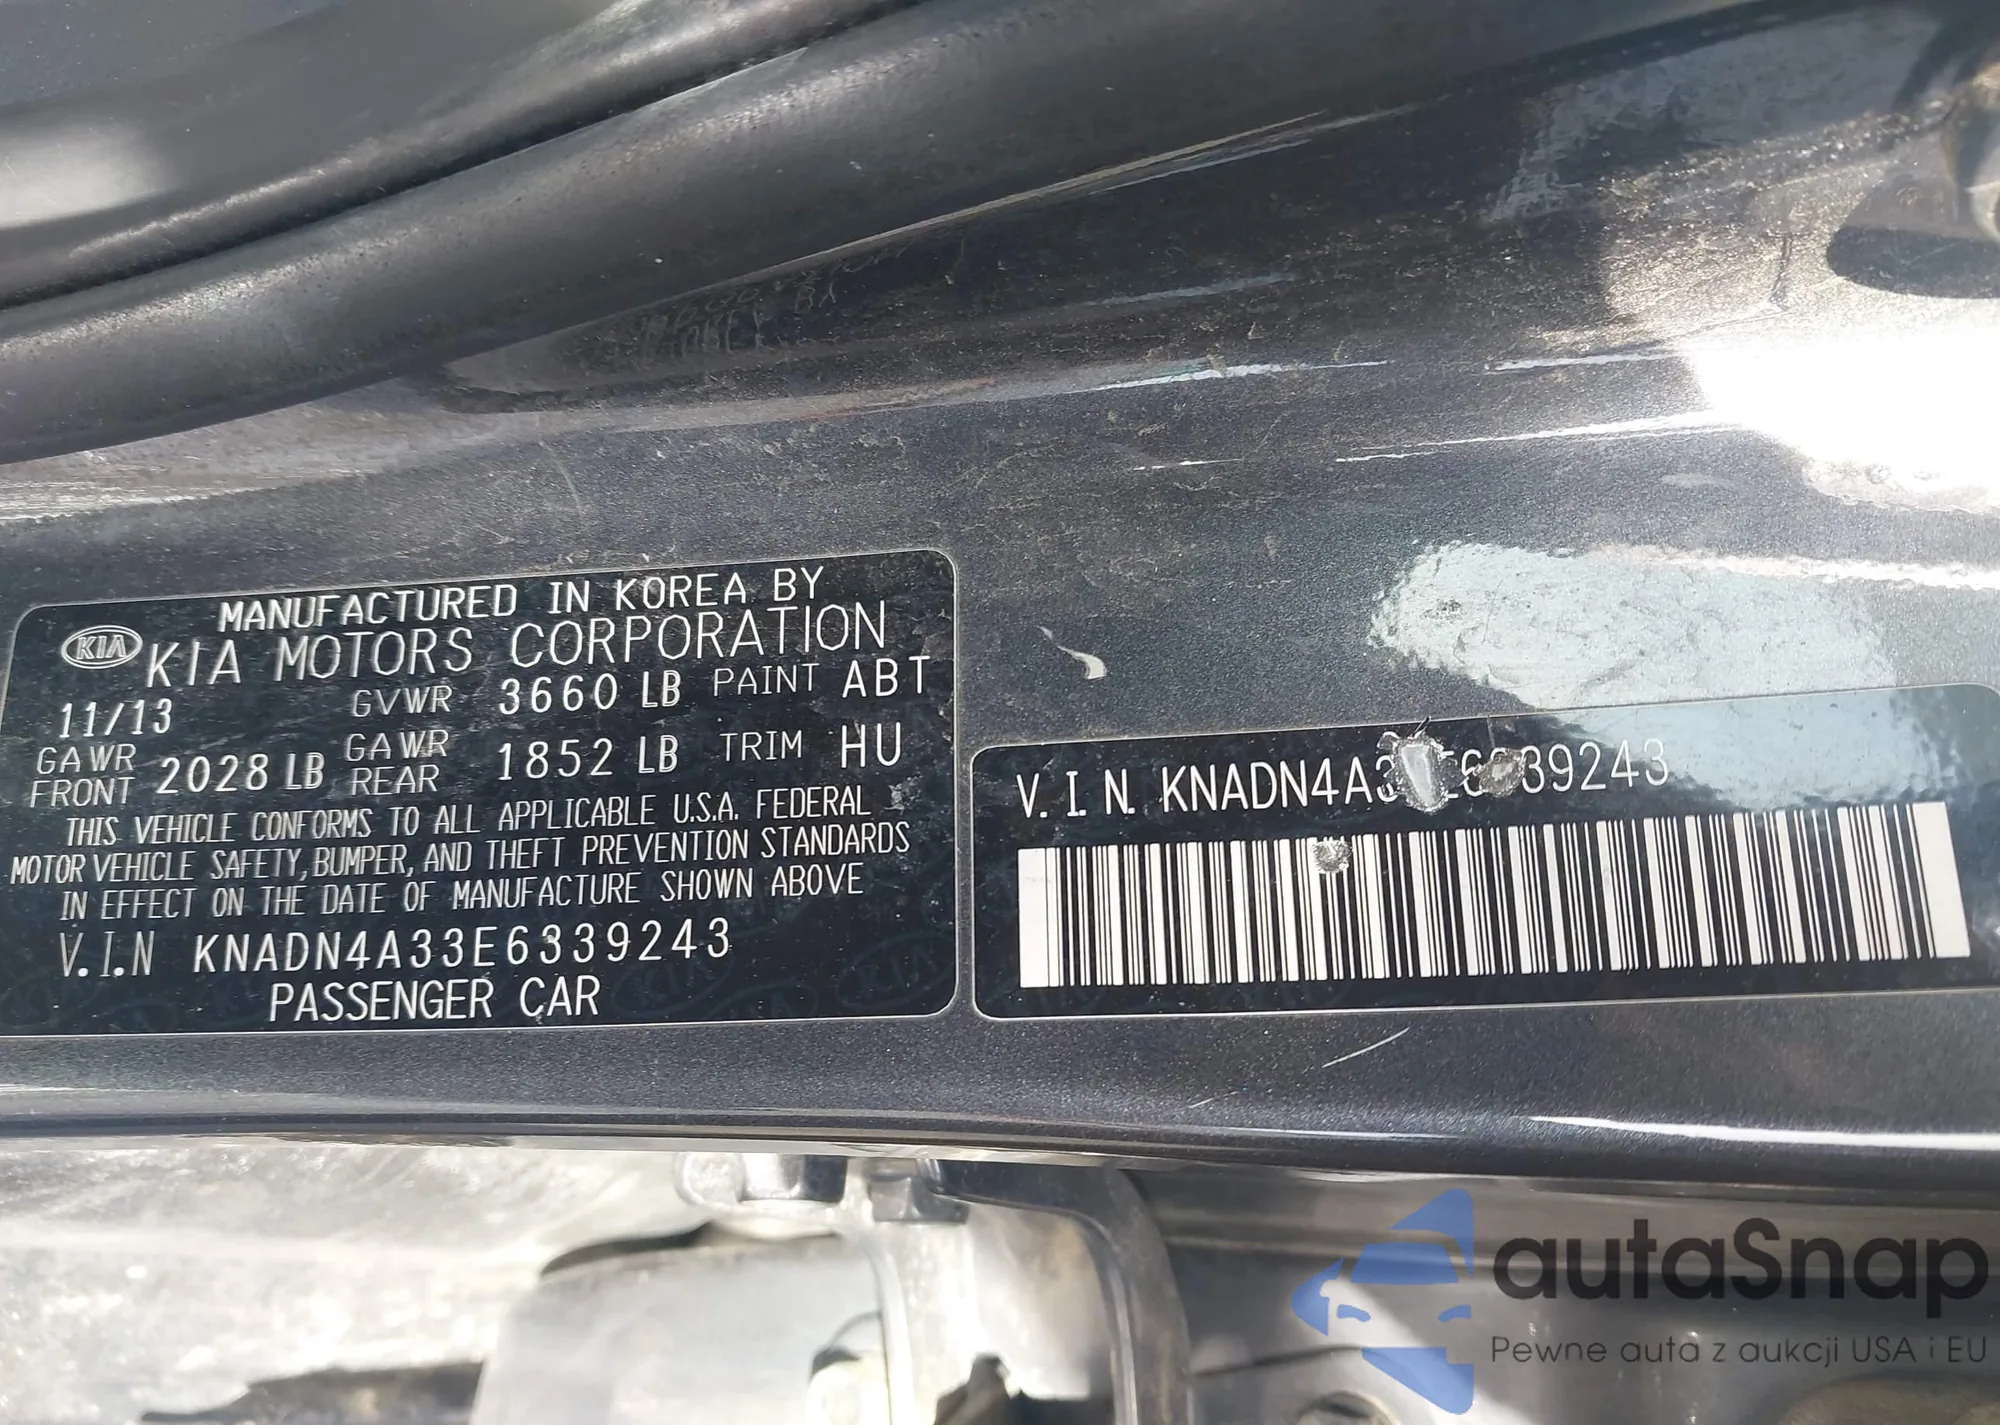 MANUFACTURED IN KOREA BY
KIA KIA MOTORS CORPORATION
11/13 GVWR 3660 LB PAINT ABT
GAWR FRONT 2028 LB GAWR REAR 1852 LB TRIM HU
THIS VEHICLE CONFORMS TO ALL APPLICABLE U.S.A. FEDERAL
MOTOR VEHICLE SAFETY, BUMPER, AND THEFT PREVENTION STANDARDS
IN EFFECT ON THE DATE OF MANUFACTURE SHOWN ABOVE
V.I.N KNADN4A33E6339243
PASSENGER CAR
V.I.N.
autaSnap
Pewne auta z aukcji USA i EU